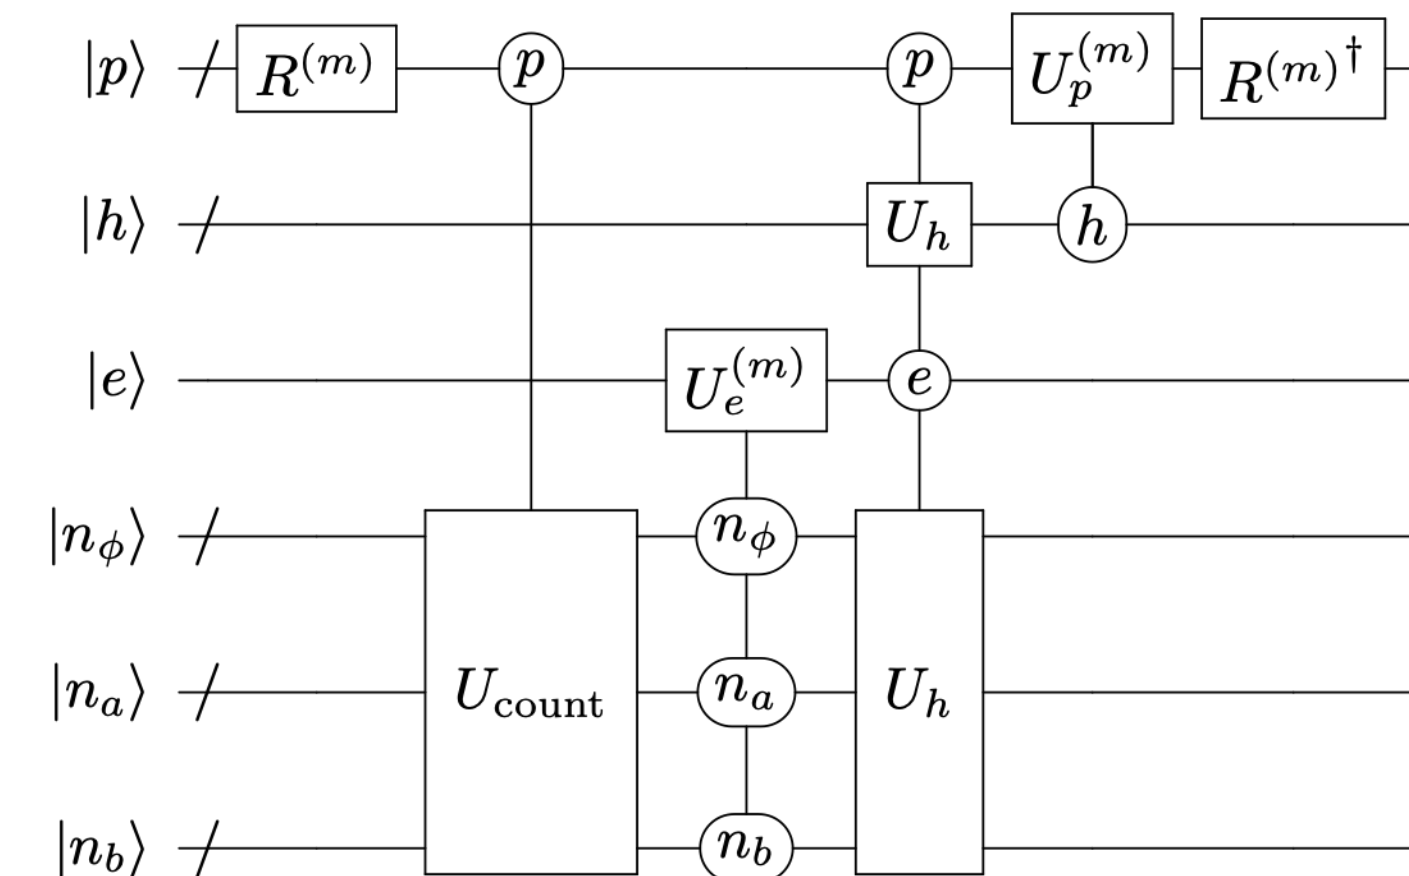 |p⟩ R^{(m)} p p U_p^{(m)} R^{(m)†}
|h⟩ U_h h
|e⟩ U_e^{(m)} e
|n_ϕ⟩ n_ϕ
|n_a⟩ U_count n_a U_h
|n_b⟩ n_b